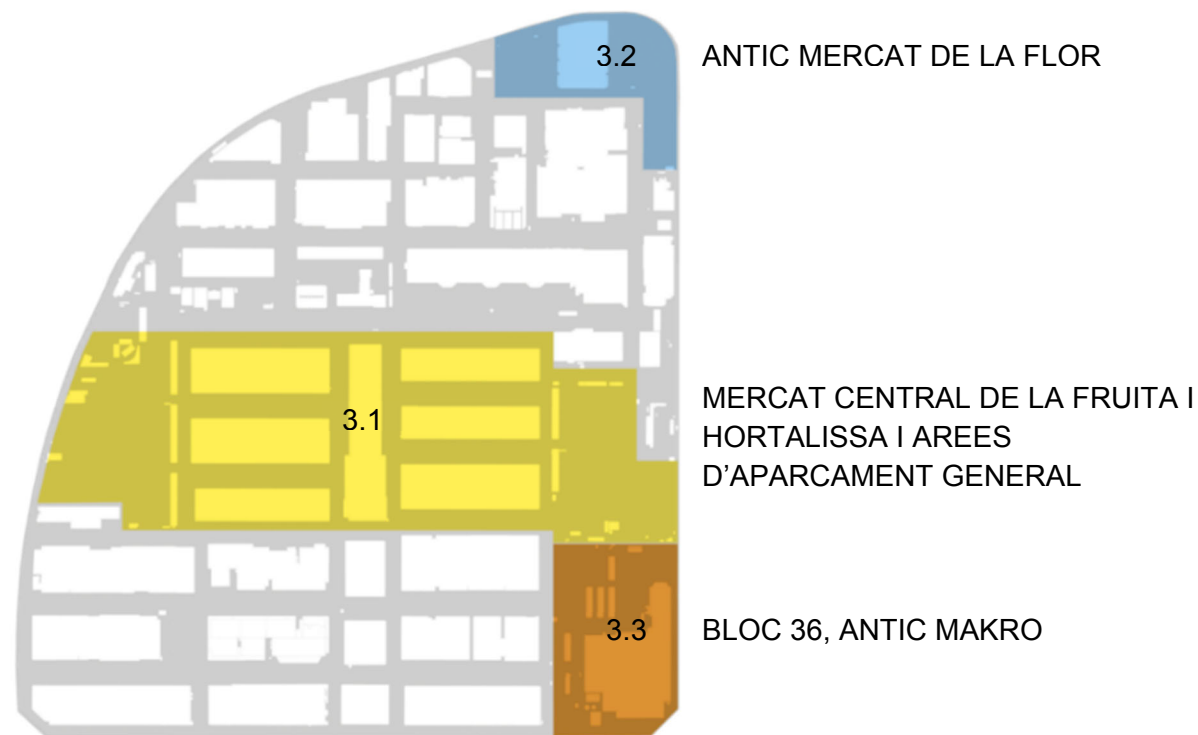 3.2 ANTIC MERCAT DE LA FLOR
3.1
MERCAT CENTRAL DE LA FRUITA I
HORTALISSA I AREES
D'APARCAMENT GENERAL
3.3 BLOC 36, ANTIC MAKRO